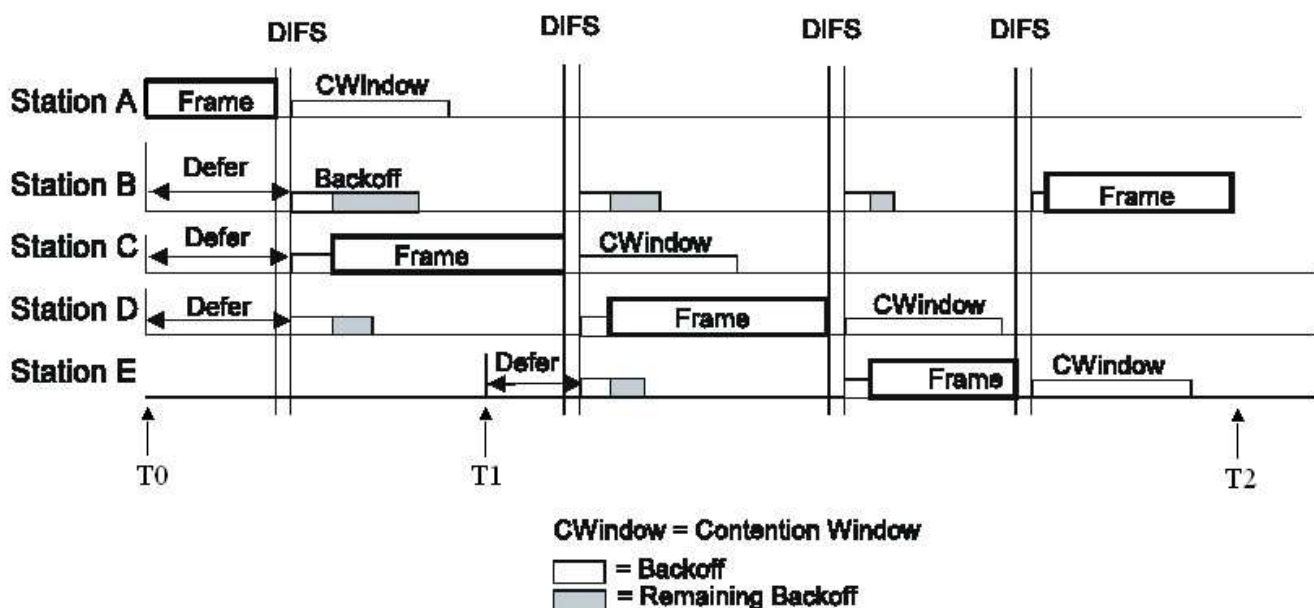 DIFS DIFS DIFS DIFS
Station A Frame CWIndow
Station B Defer Backoff Frame
Station C Defer Frame CWindow
Station D Defer Frame CWindow
Station E Defer Frame CWindow
T0 T1 T2
CWindow = Contention Window
= Backoff
= Remaining Backoff